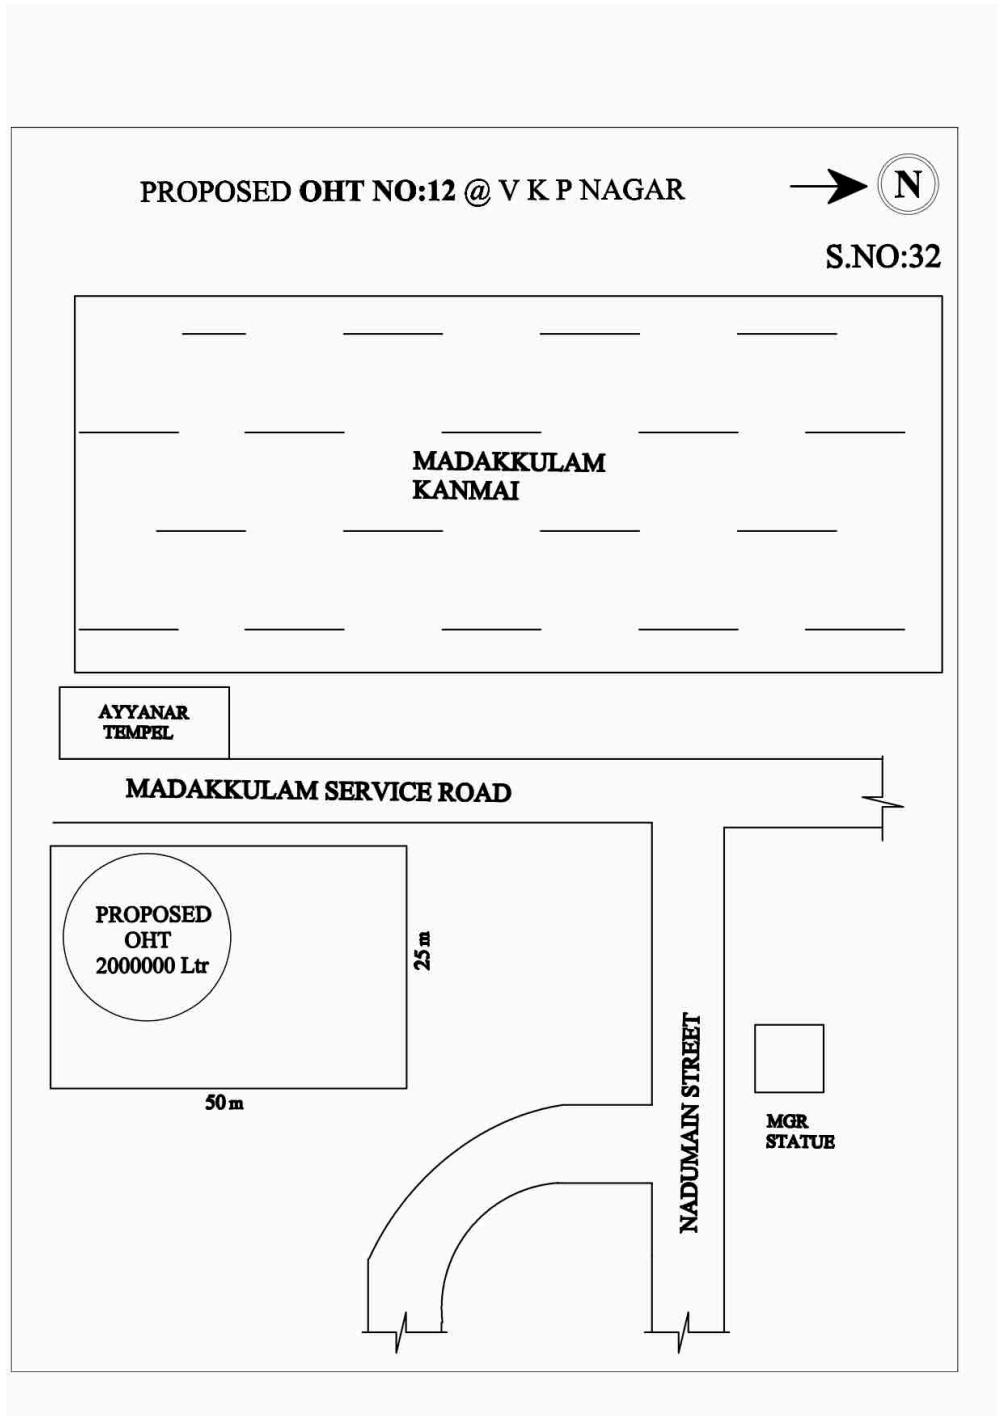 PROPOSED OHT NO:12 @ V K P NAGAR
N
S.NO:32
MADAKKULAM
KANMAI
AYYANAR
TEMPEL
MADAKKULAM SERVICE ROAD
PROPOSED
OHT
2000000 Ltr
25 m
50 m
NADUMAIN STREET
MGR
STATUE